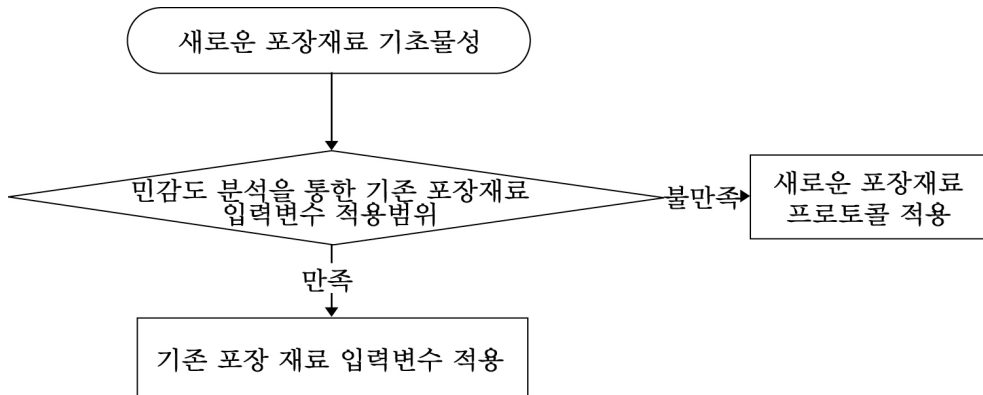 새로운 포장재료 기초물성
민감도 분석을 통한 기존 포장재료
입력변수 적용범위
불만족
새로운 포장재료
프로토콜 적용
만족
기존 포장 재료 입력변수 적용